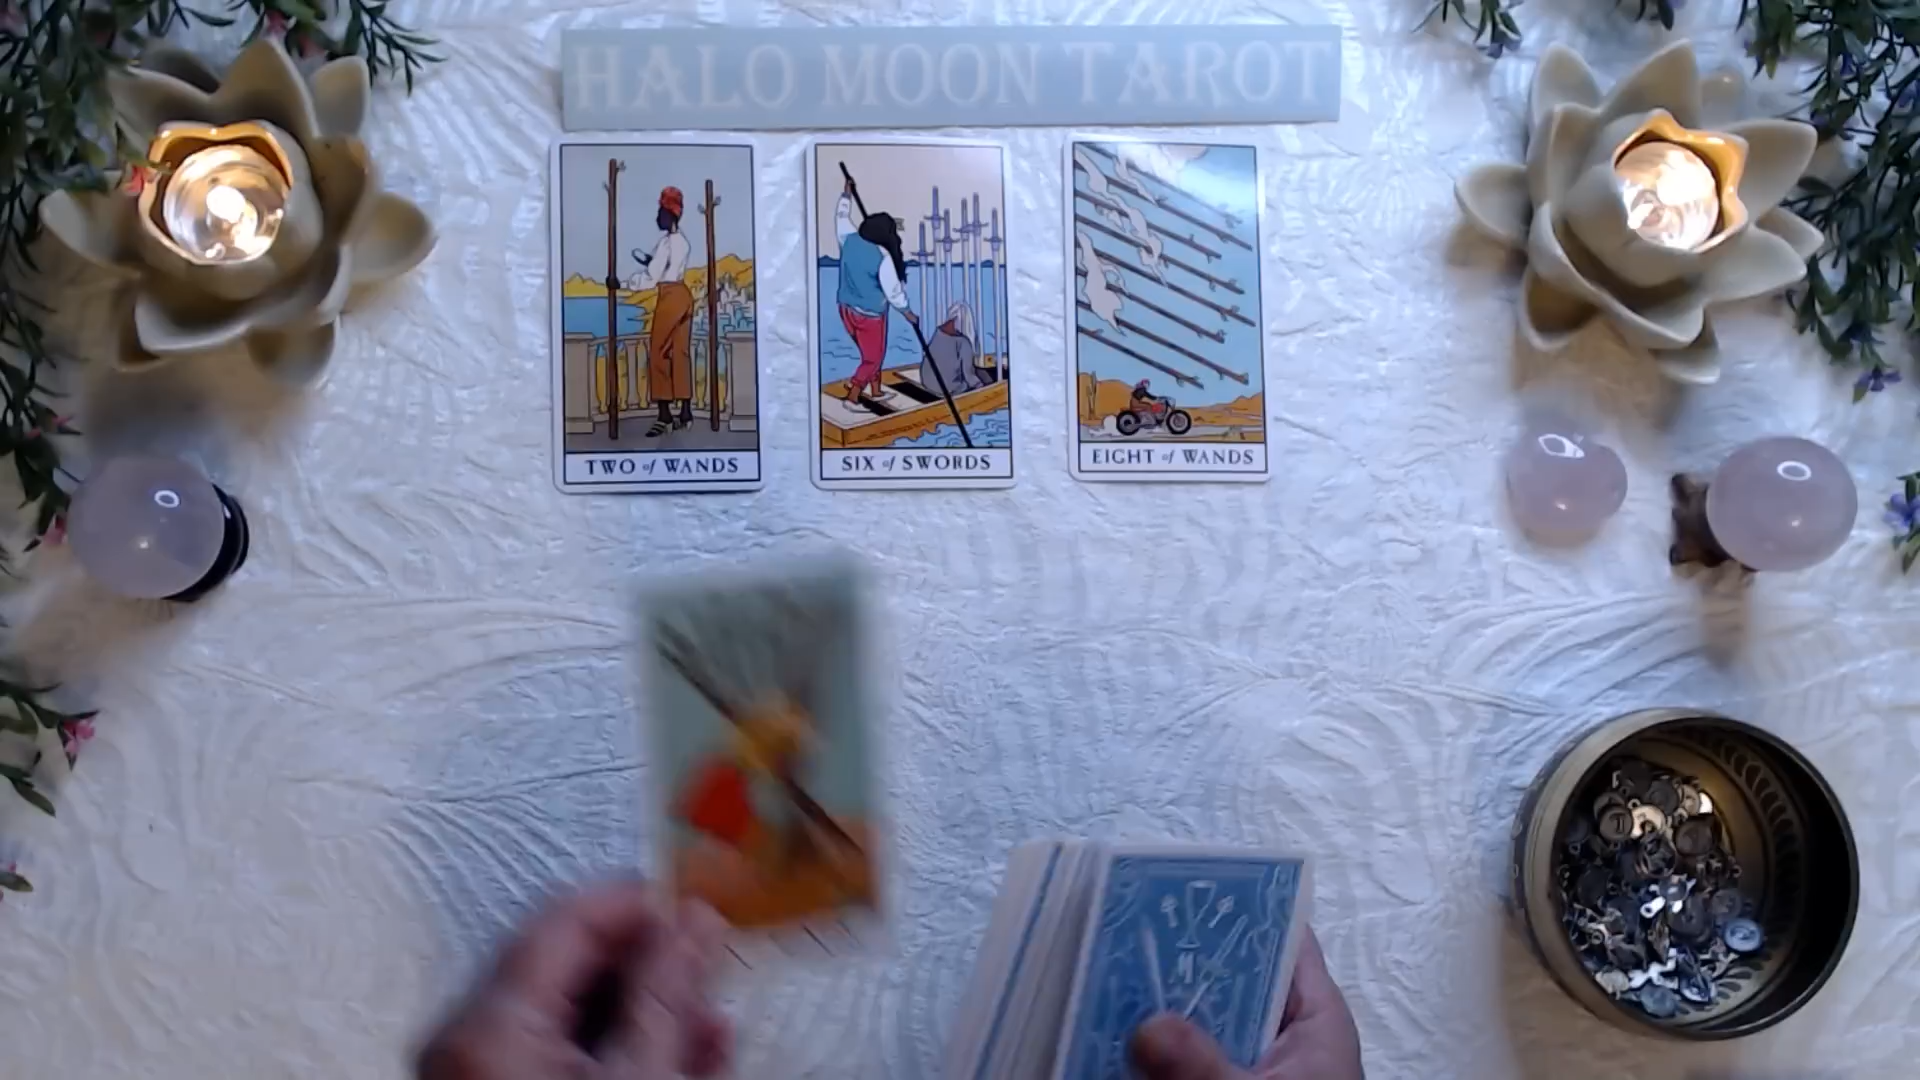 HALO MOON TAROT
TWO of WANDS
SIX of SWORDS
EIGHT of WANDS